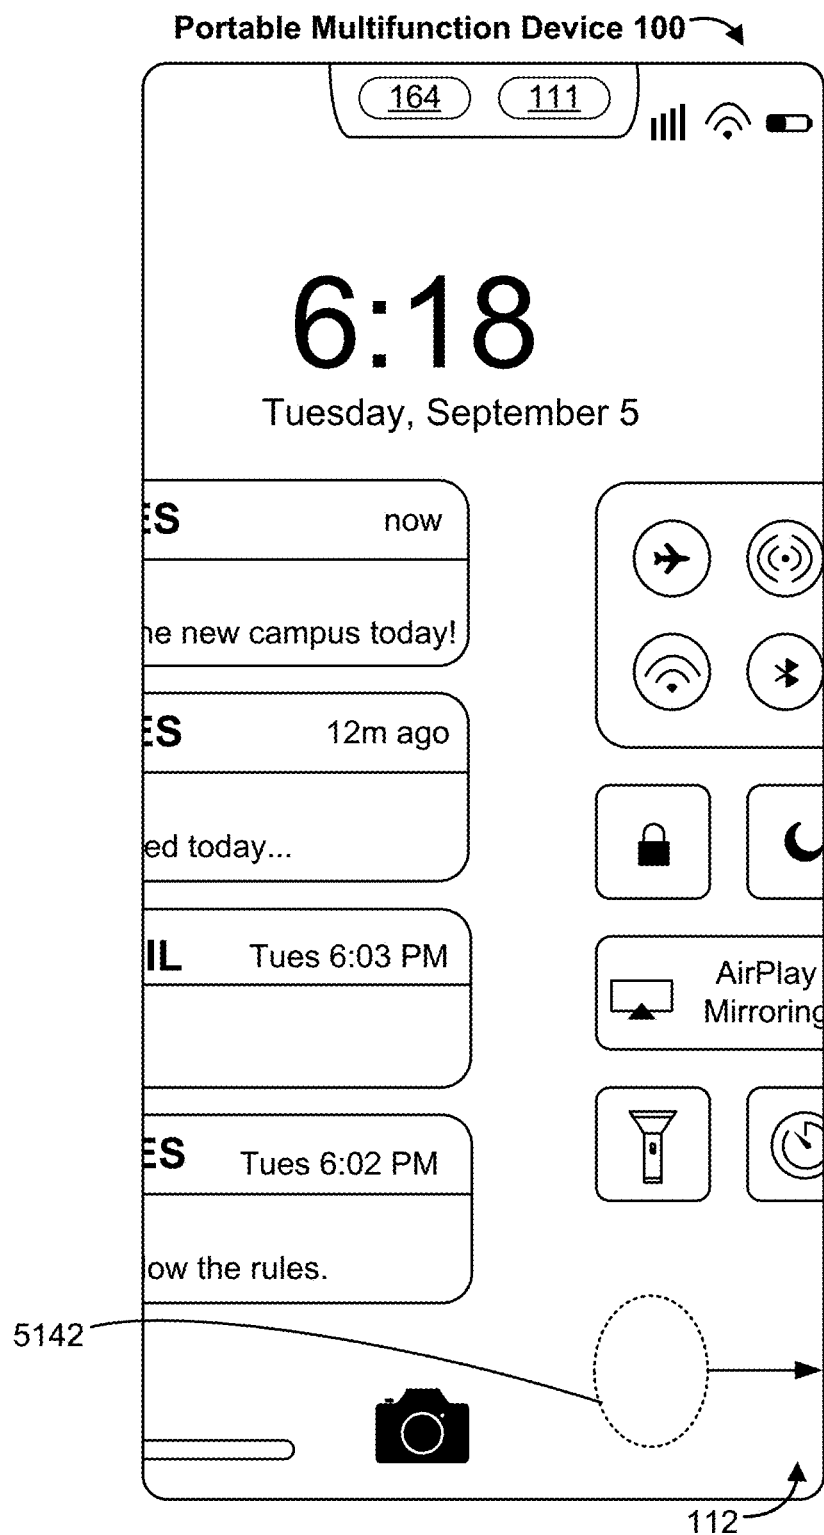 Portable Multifunction Device 100
164 111
6:18
Tuesday, September 5
ES now
he new campus today!
ES 12m ago
ed today...
IL Tues 6:03 PM
ES Tues 6:02 PM
low the rules.
AirPlay
Mirroring
5142
112